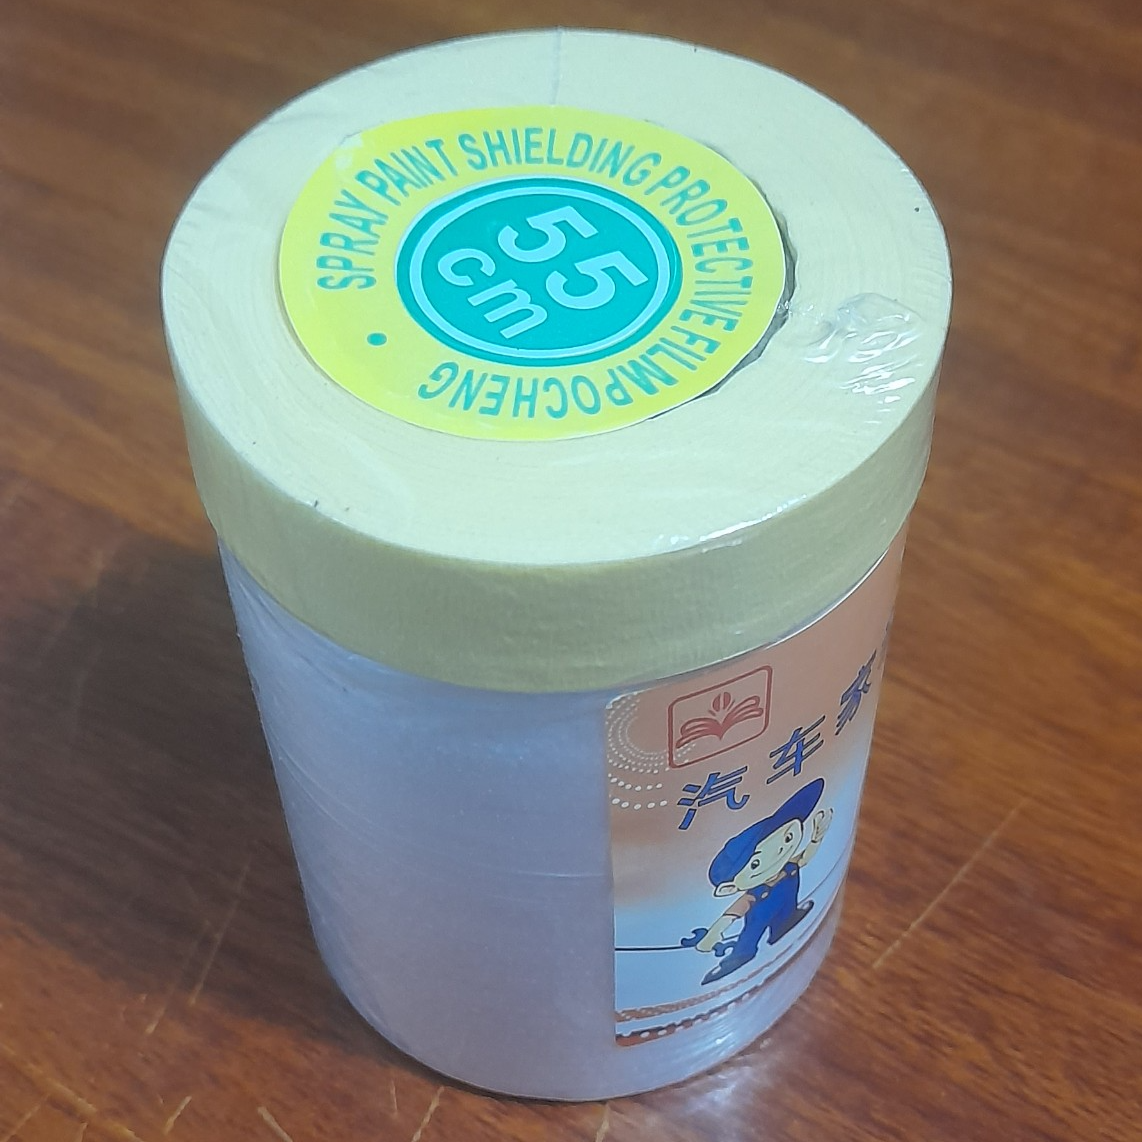 SPRAY PAINT SHIELDING PROTECTIVE FILM POCHENG
55
cm
汽车家